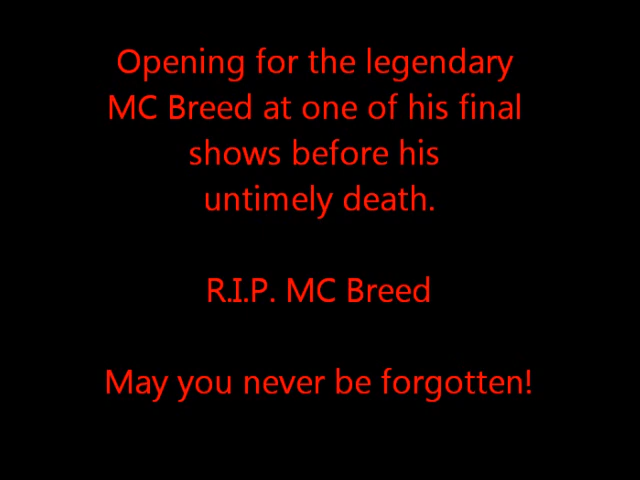 Opening for the legendary
MC Breed at one of his final
shows before his
untimely death.
R.I.P. MC Breed
May you never be forgotten!